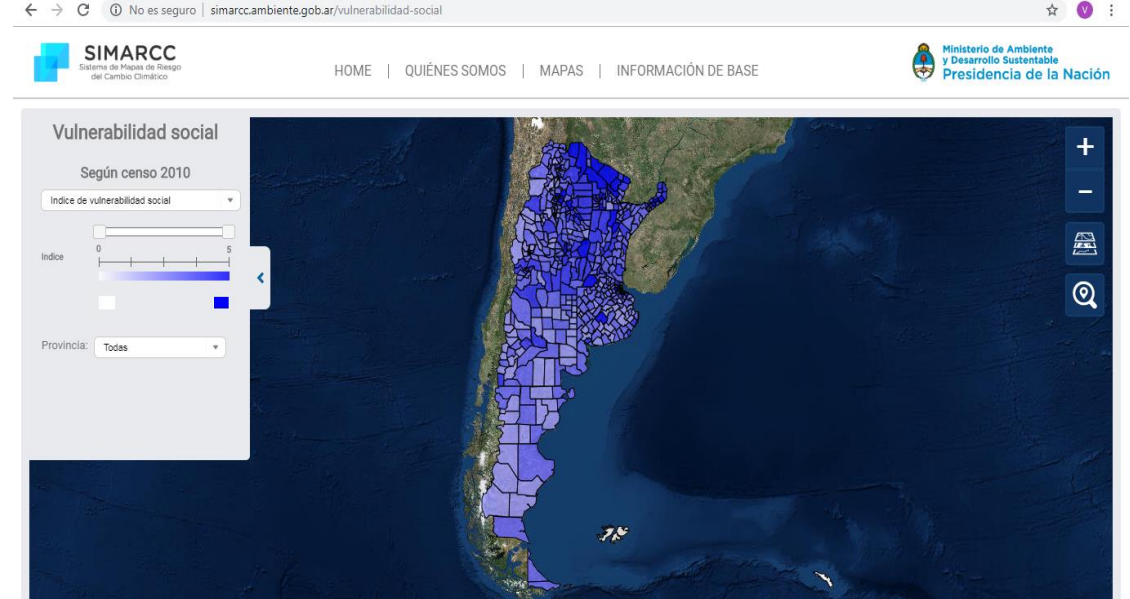 No es seguro | simarcc.ambiente.gob.ar/vulnerabilidad-social
V
SIMARCC
Sistema de Mapas de Riesgo
del Cambio Climático
HOME | QUIÉNES SOMOS | MAPAS | INFORMACIÓN DE BASE
Ministerio de Ambiente
y Desarrollo Sustentable
Presidencia de la Nación
Vulnerabilidad social
Según censo 2010
Indice de vulnerabilidad social
0 5
Indice
Provincia: Todas